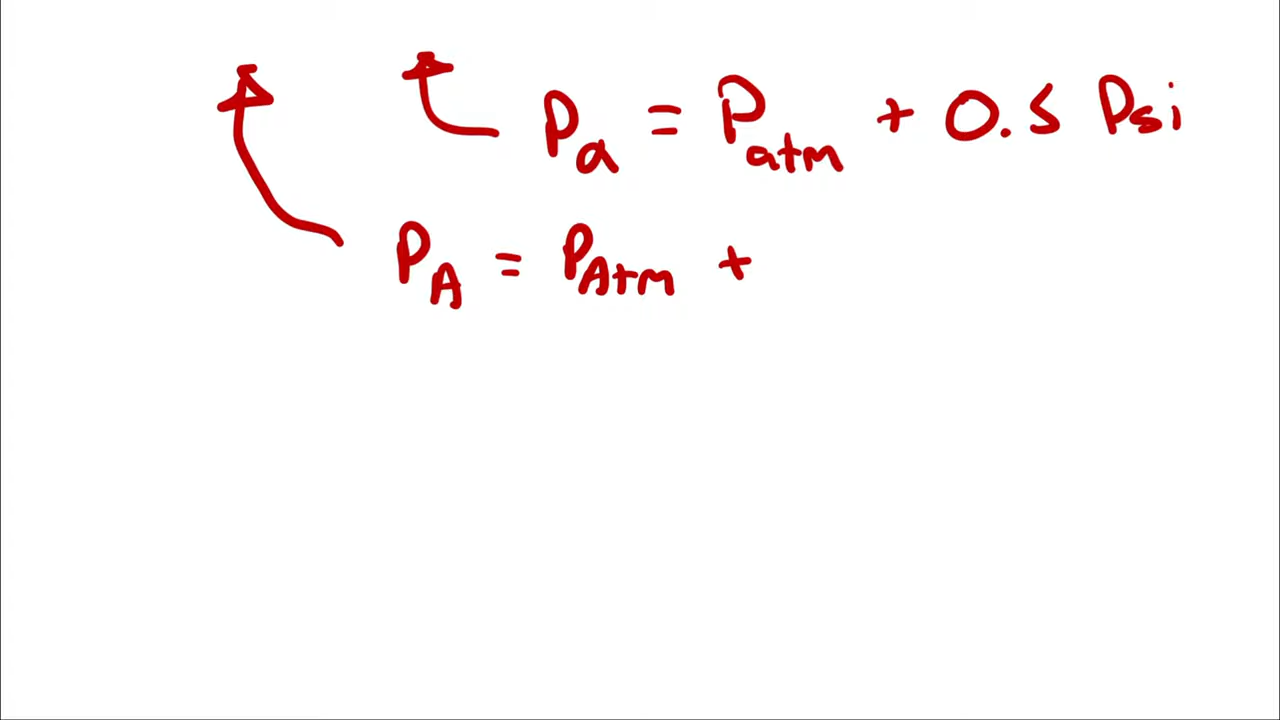 Pa = Patm + 0.5 Psi
PA = PAtm +